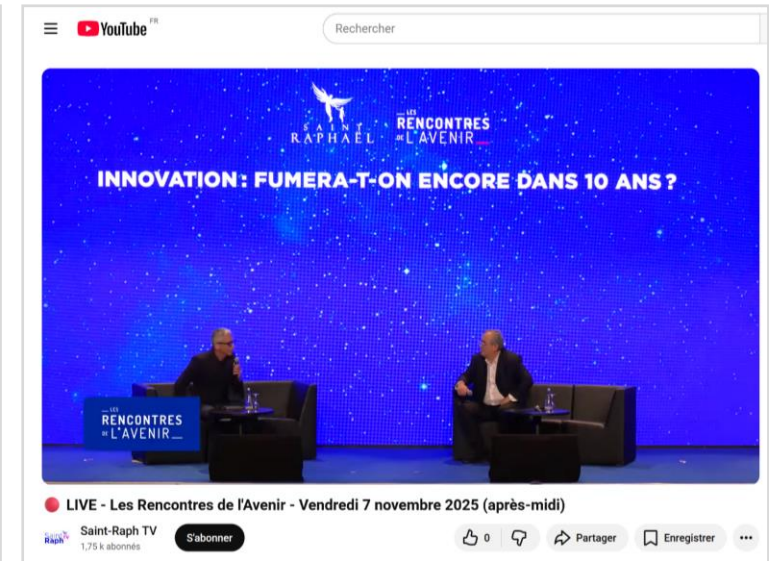 YouTube FR
Rechercher
SAINT
RAPHAËL
LES
RENCONTRES
DE L'AVENIR
INNOVATION : FUMERA-T-ON ENCORE DANS 10 ANS ?
LES
RENCONTRES
DE L'AVENIR
LIVE - Les Rencontres de l'Avenir - Vendredi 7 novembre 2025 (après-midi)
Saint Raph
Saint-Raph TV
1,75 k abonnés
S'abonner
0
Partager
Enregistrer